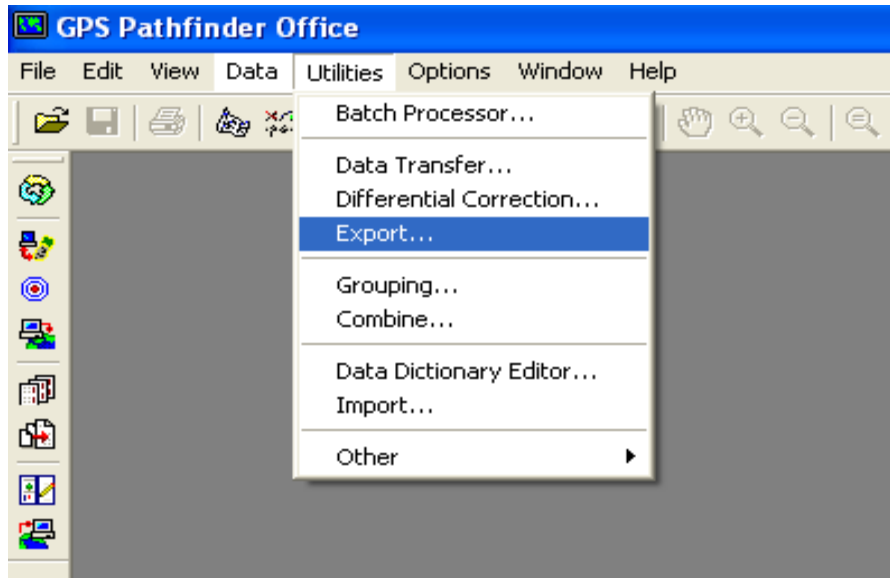 GPS Pathfinder Office
File Edit View Data Utilities Options Window Help
Batch Processor...
Data Transfer...
Differential Correction...
Export...
Grouping...
Combine...
Data Dictionary Editor...
Import...
Other